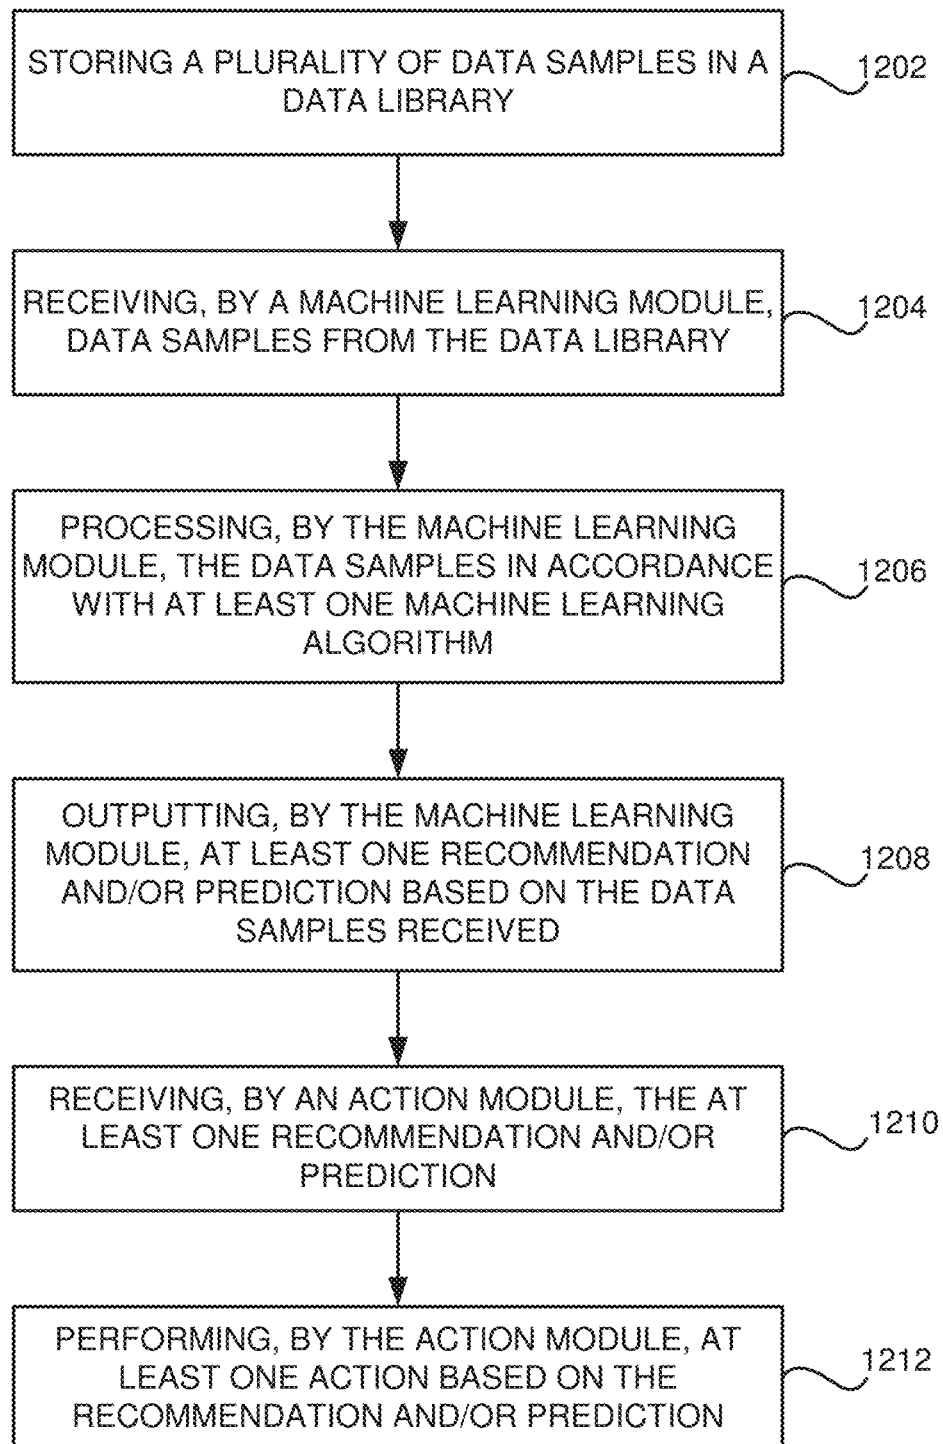 STORING A PLURALITY OF DATA SAMPLES IN A
DATA LIBRARY
1202
RECEIVING, BY A MACHINE LEARNING MODULE,
DATA SAMPLES FROM THE DATA LIBRARY
1204
PROCESSING, BY THE MACHINE LEARNING
MODULE, THE DATA SAMPLES IN ACCORDANCE
WITH AT LEAST ONE MACHINE LEARNING
ALGORITHM
1206
OUTPUTTING, BY THE MACHINE LEARNING
MODULE, AT LEAST ONE RECOMMENDATION
AND/OR PREDICTION BASED ON THE DATA
SAMPLES RECEIVED
1208
RECEIVING, BY AN ACTION MODULE, THE AT
LEAST ONE RECOMMENDATION AND/OR
PREDICTION
1210
PERFORMING, BY THE ACTION MODULE, AT
LEAST ONE ACTION BASED ON THE
RECOMMENDATION AND/OR PREDICTION
1212